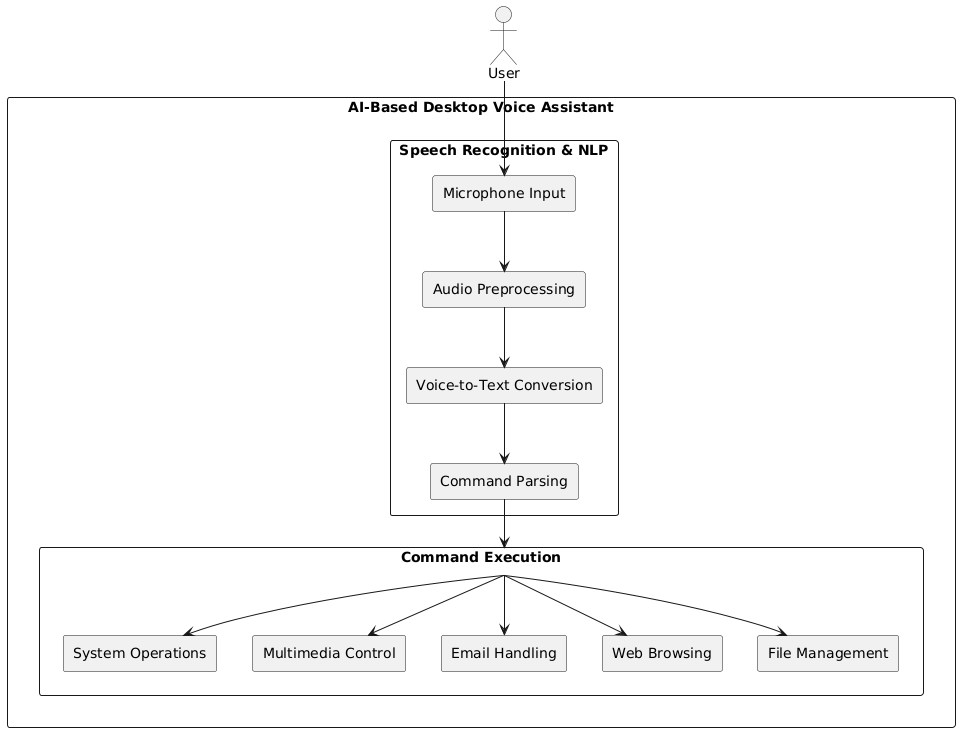 User
AI-Based Desktop Voice Assistant
Speech Recognition & NLP
Microphone Input
Audio Preprocessing
Voice-to-Text Conversion
Command Parsing
Command Execution
System Operations
Multimedia Control
Email Handling
Web Browsing
File Management